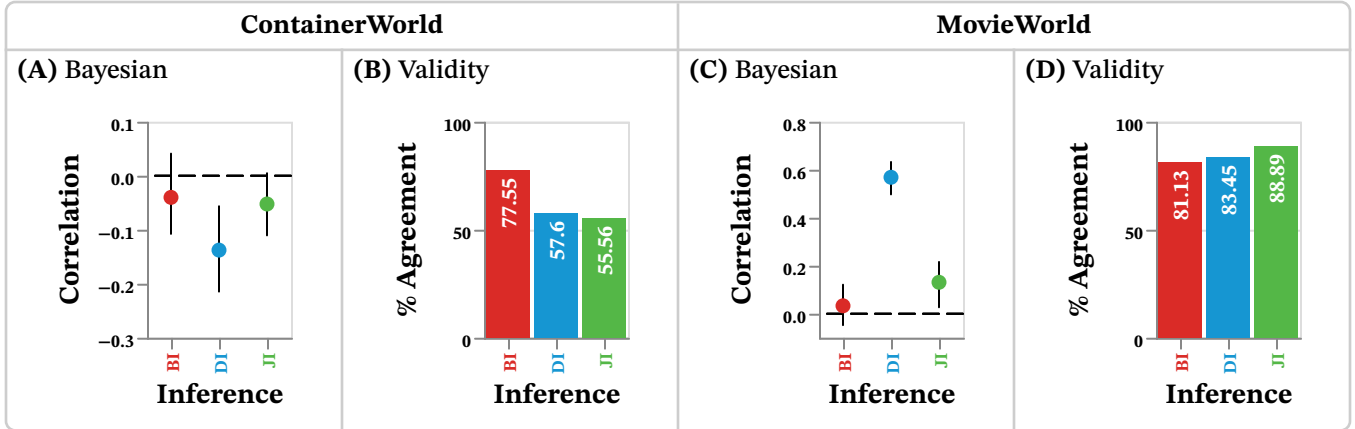 ContainerWorld
MovieWorld
(A) Bayesian
Correlation
0.1
0.0
−0.1
−0.2
−0.3
BI
DI
JI
Inference
(B) Validity
% Agreement
100
50
0
77.55
57.6
55.56
BI
DI
JI
Inference
(C) Bayesian
Correlation
0.8
0.6
0.4
0.2
0.0
BI
DI
JI
Inference
(D) Validity
% Agreement
100
50
0
81.13
83.45
88.89
BI
DI
JI
Inference